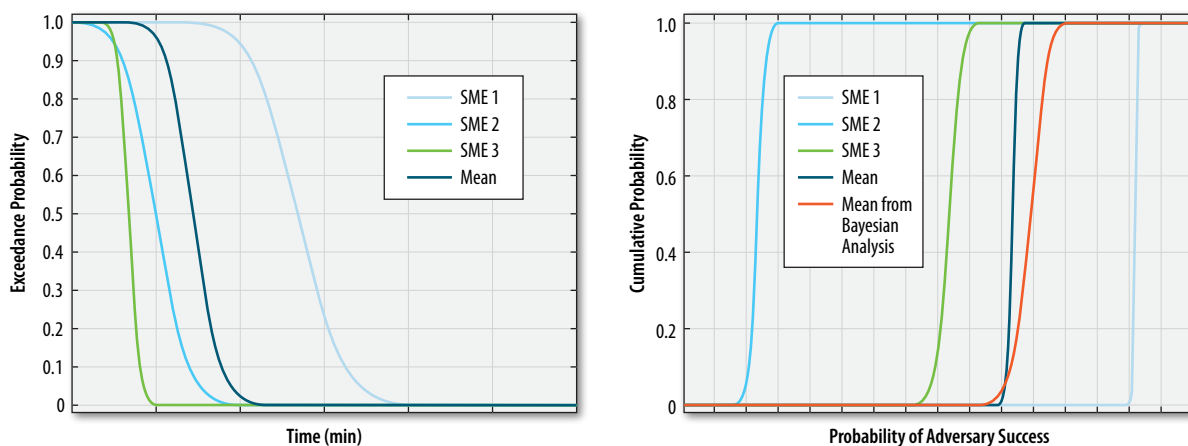 1.0
0.9
0.8
0.7
0.6
0.5
0.4
0.3
0.2
0.1
0
Exceedance Probability
Time (min)
SME 1
SME 2
SME 3
Mean
1.0
0.8
0.6
0.4
0.2
0
Cumulative Probability
Probability of Adversary Success
SME 1
SME 2
SME 3
Mean
Mean from
Bayesian
Analysis